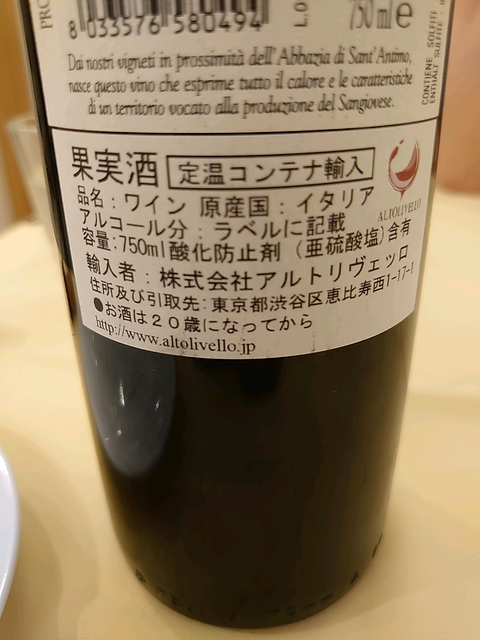 8 033576 580494
750 ml e
Dai nostri vigneti in prossimità dell'Abbazia di Sant'Antimo,
nasce questo vino che esprime tutto il calore e le caratteristiche
di un territorio vocato alla produzione del Sangiovese.
CONTIENE SOLFITI
ENTHÄLT SULFITE
果実酒 定温コンテナ輸入
ALTOLIVELLO
品名：ワイン 原産国：イタリア
アルコール分：ラベルに記載
容量:750ml 酸化防止剤（亜硫酸塩）含有
輸入者：株式会社アルトリヴェッロ
住所及び引取先：東京都渋谷区恵比寿西1-17-1
●お酒は２０歳になってから
http://www.altolivello.jp